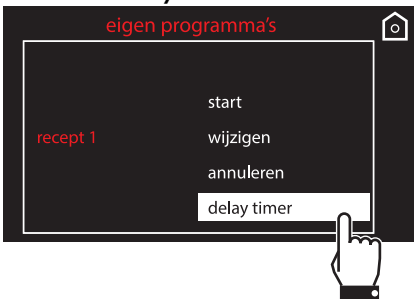 eigen programma's
start
recept 1
wijzigen
annuleren
delay timer